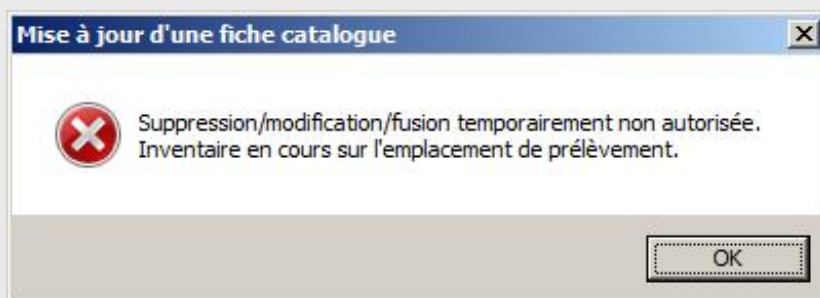 Mise à jour d'une fiche catalogue
Suppression/modification/fusion temporairement non autorisée.
Inventaire en cours sur l'emplacement de prélèvement.
OK